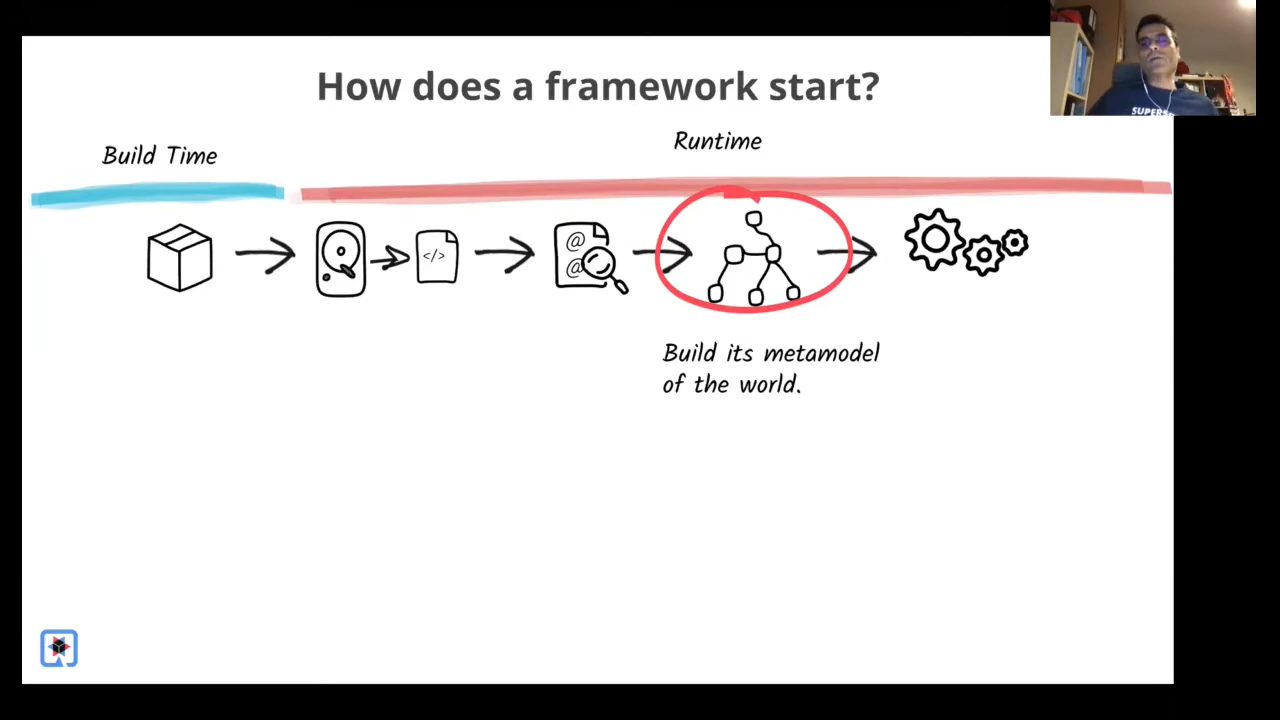 How does a framework start?
Build Time
Runtime
</>
@
@
Build its metamodel
of the world.